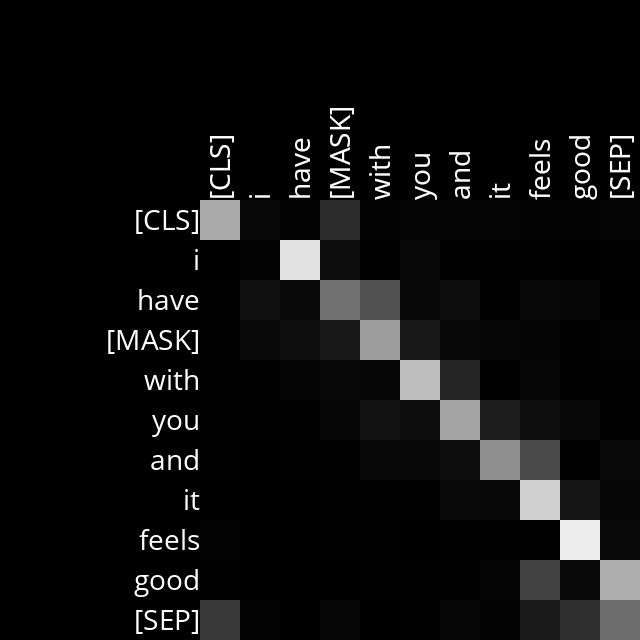 [CLS] i have [MASK] with you and it feels good [SEP]
[CLS]
i
have
[MASK]
with
you
and
it
feels
good
[SEP]